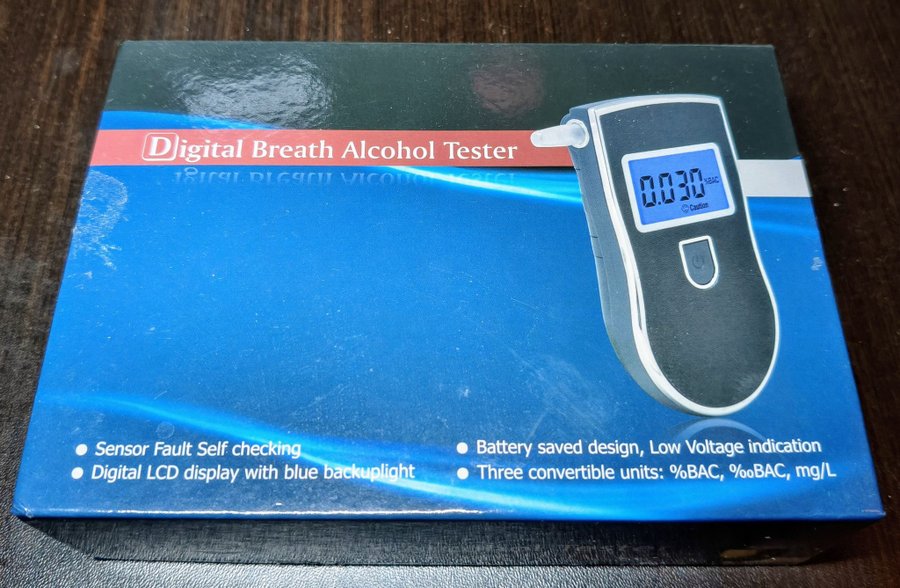 Digital Breath Alcohol Tester
0.030 %BAC
Caution
Sensor Fault Self checking
Digital LCD display with blue backuplight
Battery saved design, Low Voltage indication
Three convertible units: %BAC, ‰BAC, mg/L